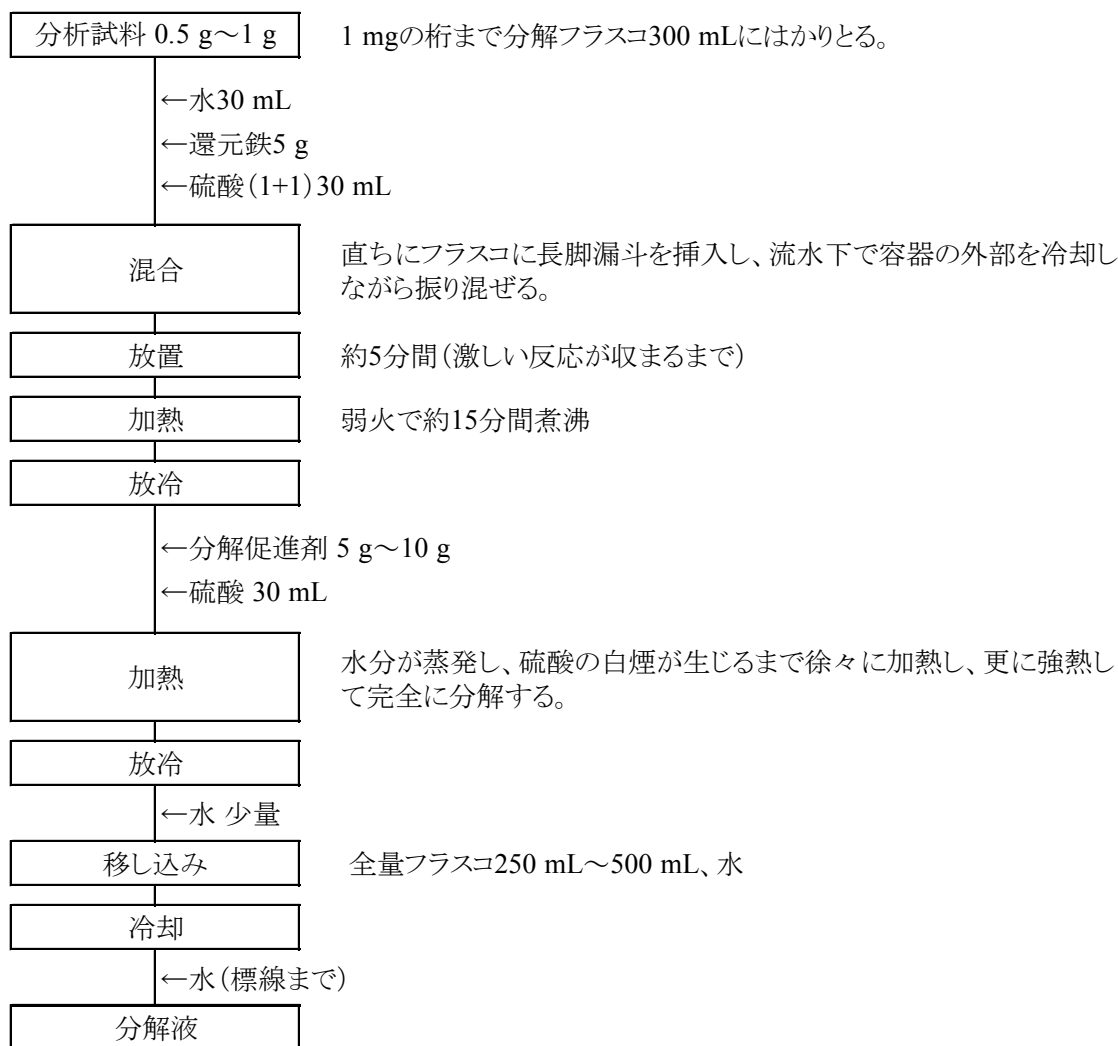 分析試料 0.5 g～1 g
1 mgの桁まで分解フラスコ300 mLにはかりとる。
←水30 mL
←還元鉄5 g
←硫酸（1+1）30 mL
混合
直ちにフラスコに長脚漏斗を挿入し、流水下で容器の外部を冷却し
ながら振り混ぜる。
放置
約5分間（激しい反応が収まるまで）
加熱
弱火で約15分間煮沸
放冷
←分解促進剤 5 g～10 g
←硫酸 30 mL
加熱
水分が蒸発し、硫酸の白煙が生じるまで徐々に加熱し、更に強熱し
て完全に分解する。
放冷
←水 少量
移し込み
全量フラスコ250 mL～500 mL、水
冷却
←水（標線まで）
分解液